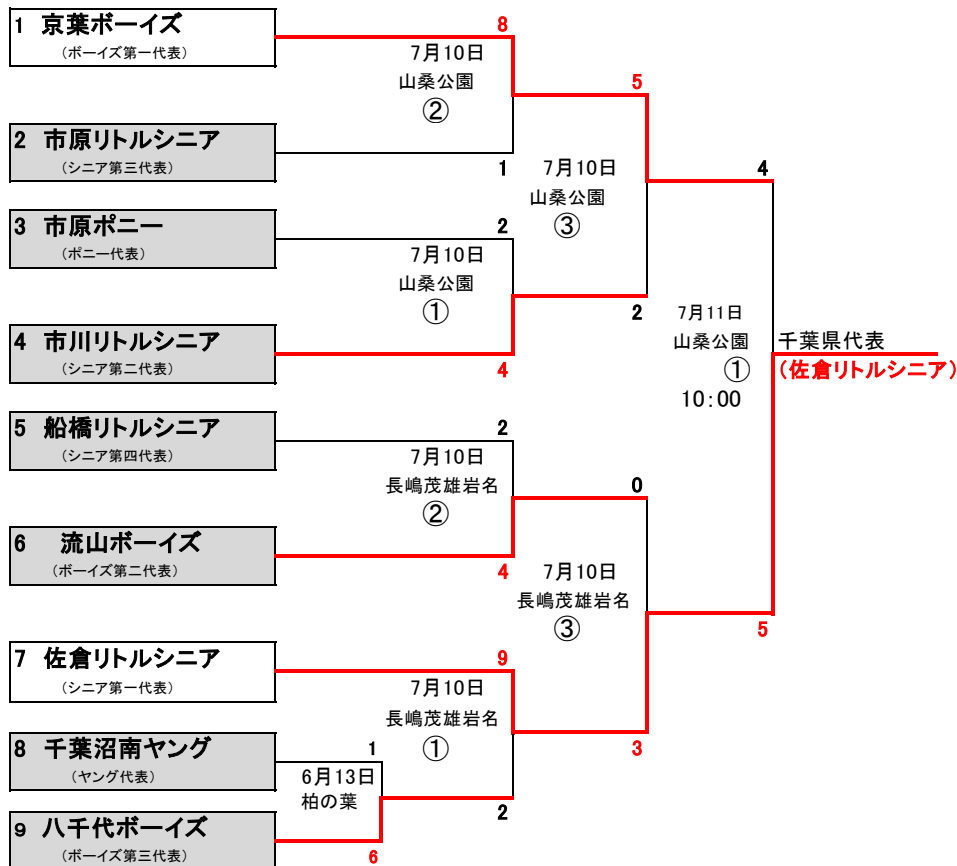 1 京葉ボーイズ
(ボーイズ第一代表)
8
7月10日
山桑公園
②
5
2 市原リトルシニア
(シニア第三代表)
1
7月10日
山桑公園
③
4
3 市原ポニー
(ポニー代表)
2
7月10日
山桑公園
①
2
4 市川リトルシニア
(シニア第二代表)
4
7月11日
山桑公園
①
10:00
千葉県代表
(佐倉リトルシニア)
5 船橋リトルシニア
(シニア第四代表)
2
7月10日
長嶋茂雄岩名
②
0
6 流山ボーイズ
(ボーイズ第二代表)
4
7月10日
長嶋茂雄岩名
③
5
7 佐倉リトルシニア
(シニア第一代表)
9
7月10日
長嶋茂雄岩名
①
3
8 千葉沼南ヤング
(ヤング代表)
1
6月13日
柏の葉
2
9 八千代ボーイズ
(ボーイズ第三代表)
6